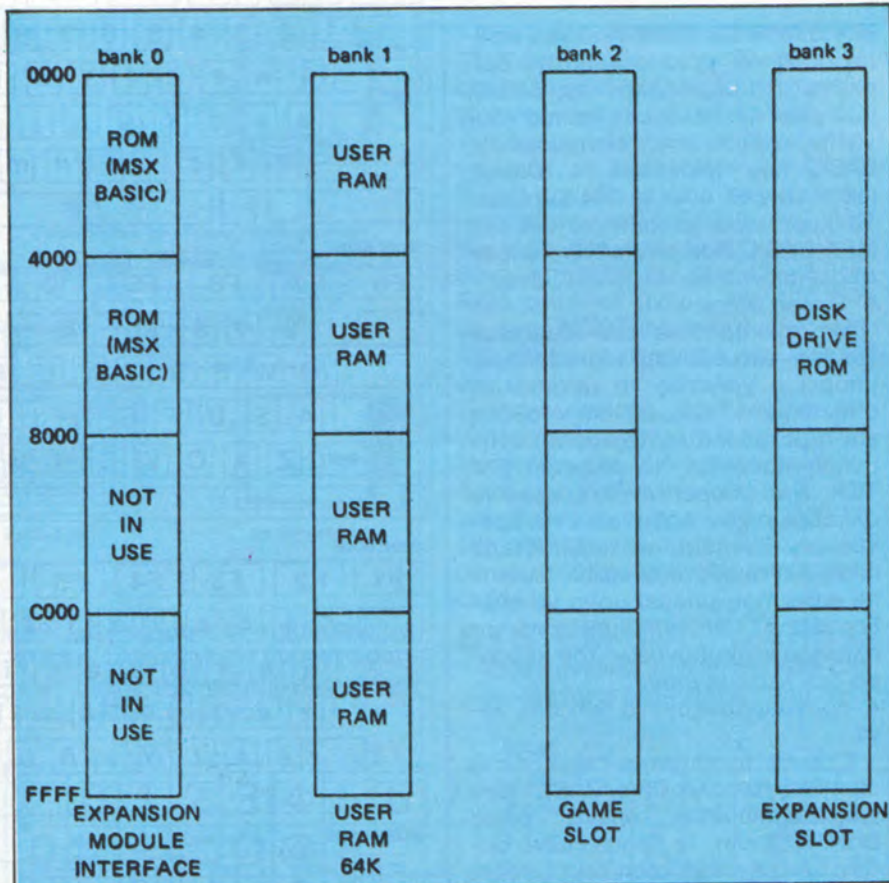 bank 0
bank 1
bank 2
bank 3
0000
ROM
(MSX
BASIC)
USER
RAM
4000
ROM
(MSX
BASIC)
USER
RAM
DISK
DRIVE
ROM
8000
NOT
IN
USE
USER
RAM
C000
NOT
IN
USE
USER
RAM
FFFF
EXPANSION
MODULE
INTERFACE
USER
RAM
64K
GAME
SLOT
EXPANSION
SLOT